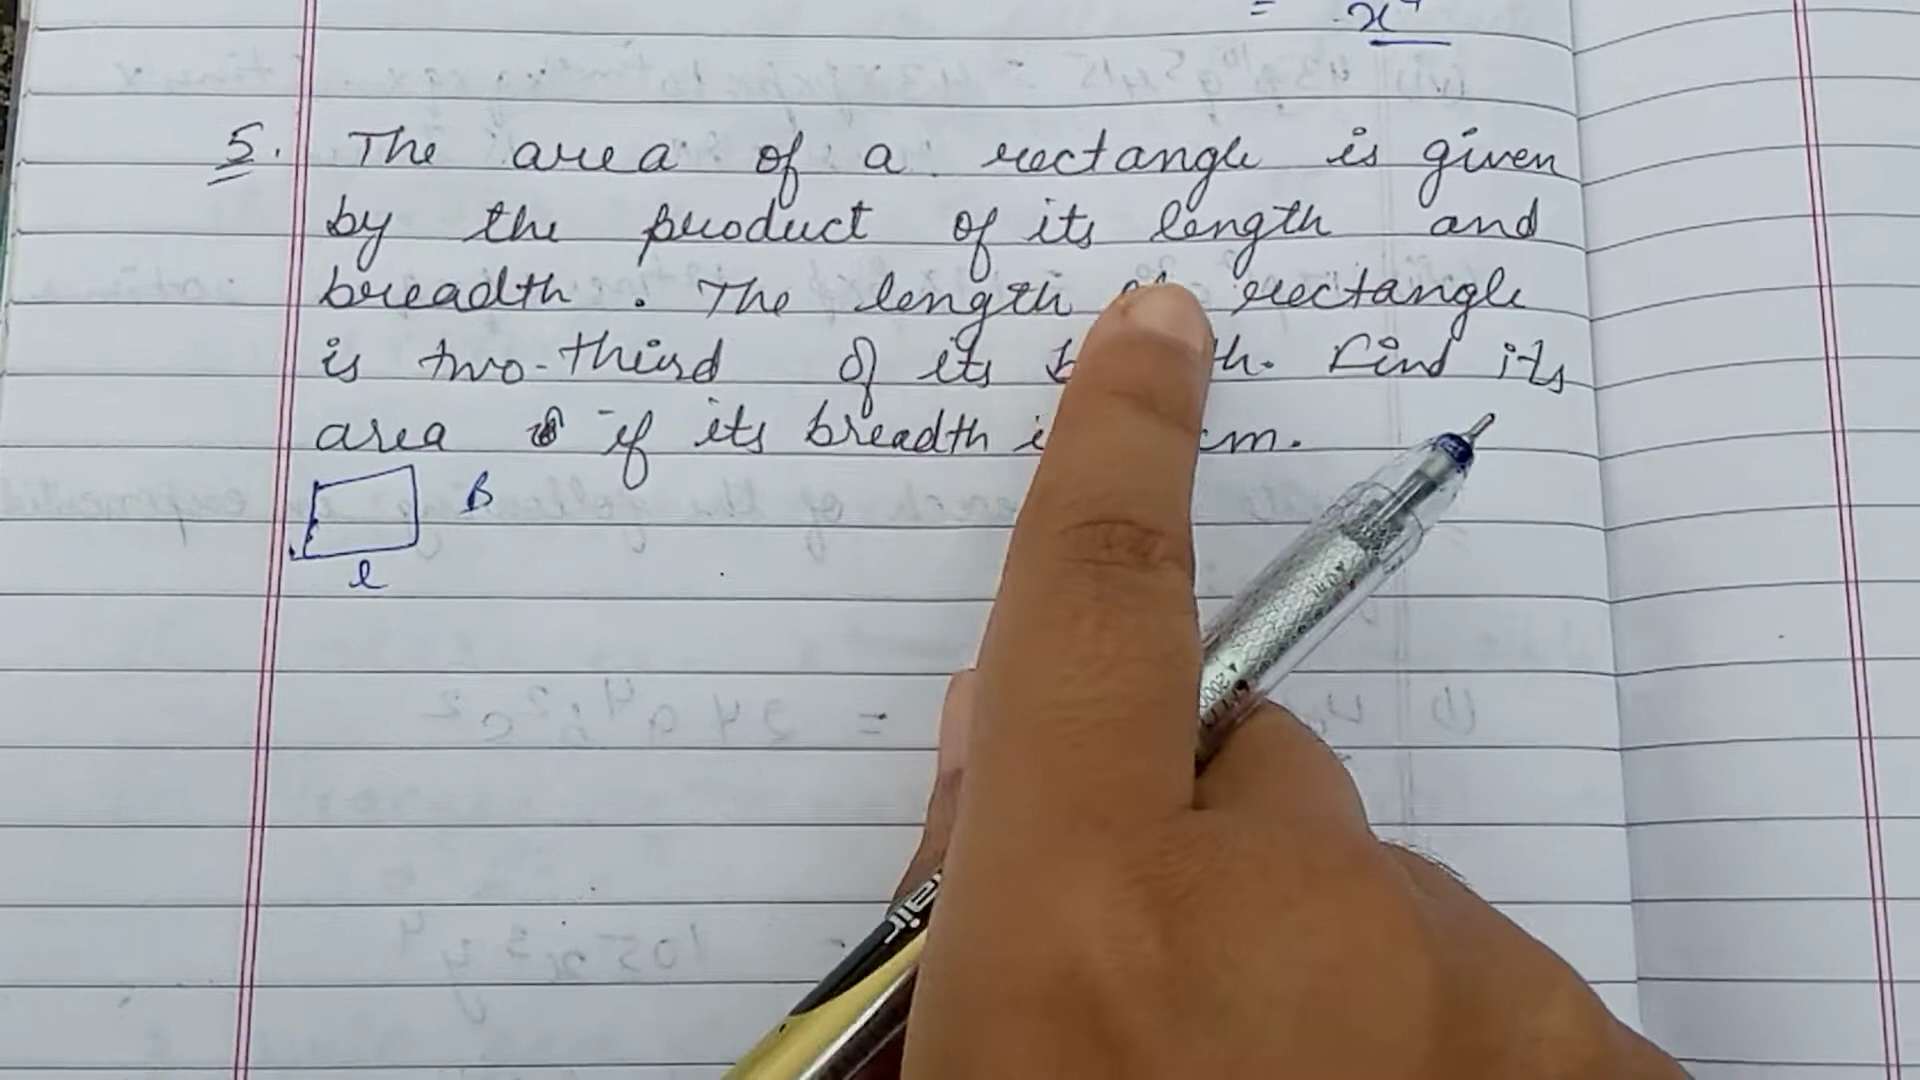 = x⁴
5. The area of a rectangle is given
by the product of its length and
breadth. The length rectangle
is two-third of its Find its
area if its breadth cm.
B
l